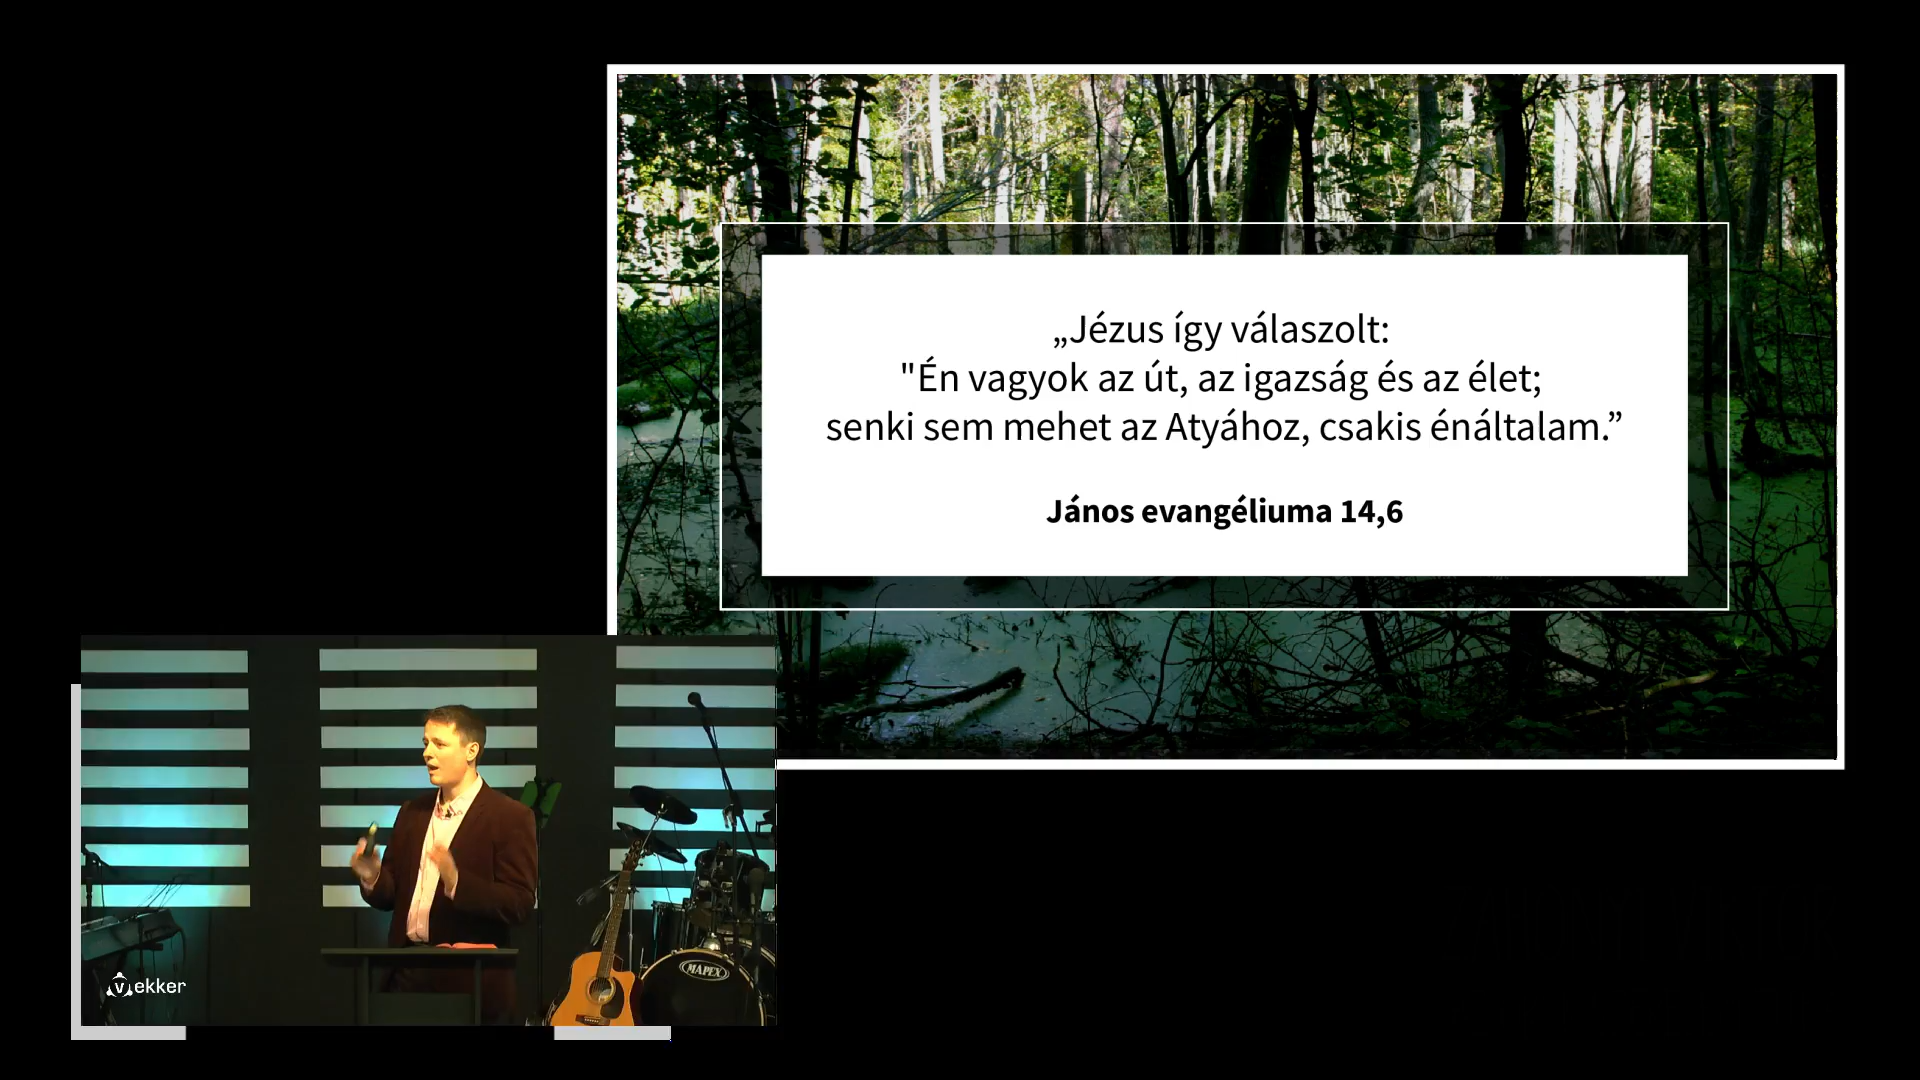 „Jézus így válaszolt:
"Én vagyok az út, az igazság és az élet;
senki sem mehet az Atyához, csakis énáltalam.”
János evangéliuma 14,6
MAPEX
vekker